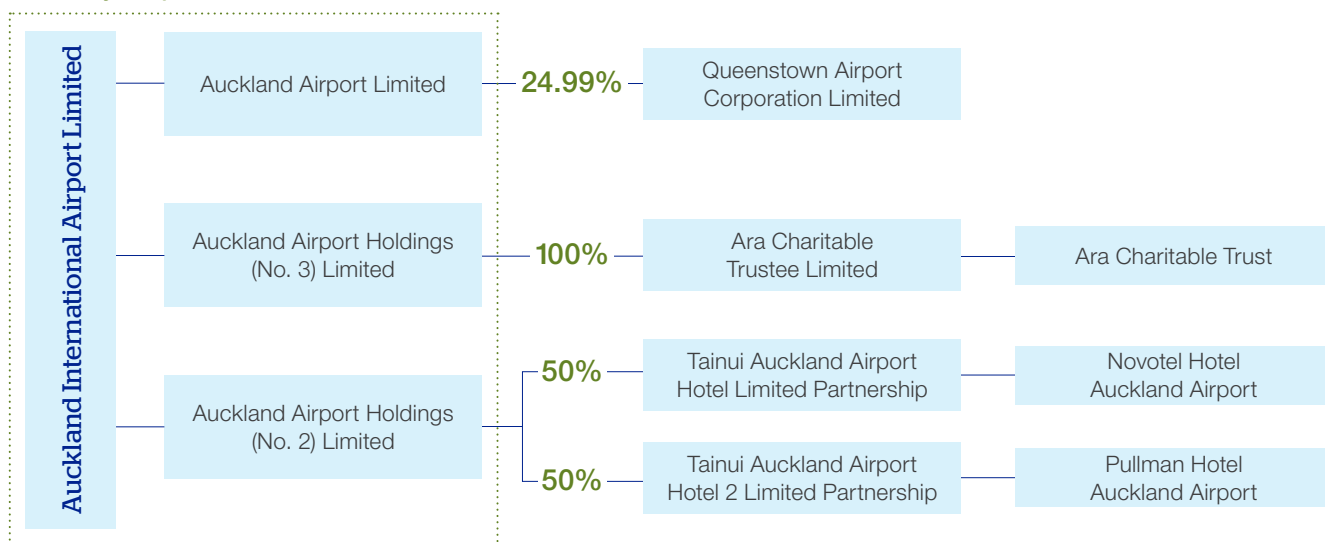 Auckland International Airport Limited
Auckland Airport Limited
24.99%
Queenstown Airport
Corporation Limited
Auckland Airport Holdings
(No. 3) Limited
100%
Ara Charitable
Trustee Limited
Ara Charitable Trust
Auckland Airport Holdings
(No. 2) Limited
50%
Tainui Auckland Airport
Hotel Limited Partnership
Novotel Hotel
Auckland Airport
50%
Tainui Auckland Airport
Hotel 2 Limited Partnership
Pullman Hotel
Auckland Airport